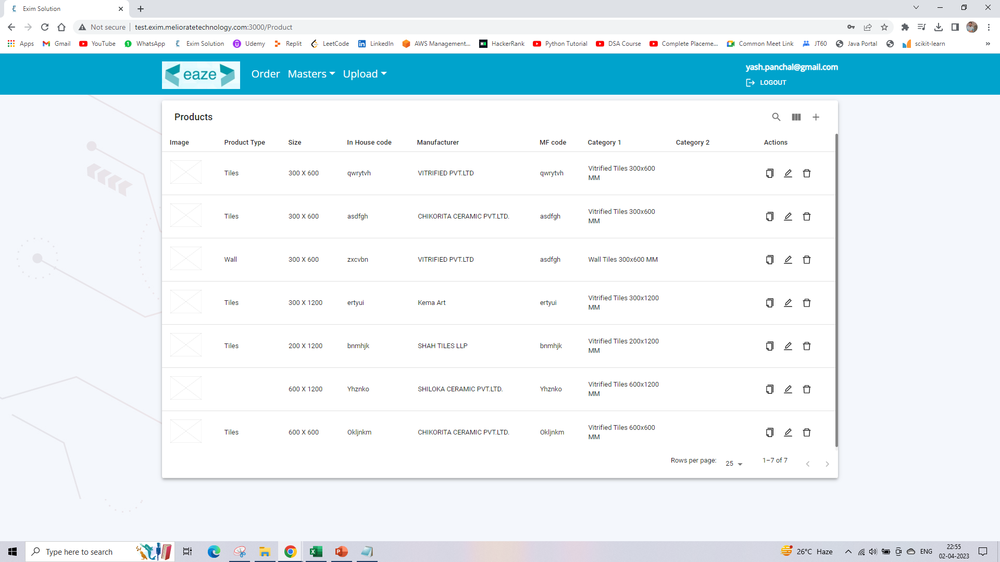 Exim Solution
Not secure test.exim.melioratetechnology.com:3000/Product
Apps Gmail YouTube WhatsApp Exim Solution Udemy Replit LeetCode LinkedIn AWS Management... HackerRank Python Tutorial DSA Course Complete Placeme... Common Meet Link JT60 Java Portal scikit-learn »
eaze Order Masters Upload
yash.panchal@gmail.com
LOGOUT
Products
Image Product Type Size In House code Manufacturer MF code Category 1 Category 2 Actions
Tiles 300 X 600 qwrytvh VITRIFIED PVT.LTD qwrytvh Vitrified Tiles 300x600
MM
Tiles 300 X 600 asdfgh CHIKORITA CERAMIC PVT.LTD. asdfgh Vitrified Tiles 300x600
MM
Wall 300 X 600 zxcvbn VITRIFIED PVT.LTD asdfgh Wall Tiles 300x600 MM
Tiles 300 X 1200 ertyui Kema Art ertyui Vitrified Tiles 300x1200
MM
Tiles 200 X 1200 bnmhjk SHAH TILES LLP bnmhjk Vitrified Tiles 200x1200
MM
600 X 1200 Yhznko SHILOKA CERAMIC PVT.LTD. Yhznko Vitrified Tiles 600x1200
MM
Tiles 600 X 600 Okljnkm CHIKORITA CERAMIC PVT.LTD. Okljnkm Vitrified Tiles 600x600
MM
Rows per page: 25 1–7 of 7
Type here to search
26°C Haze
ENG
22:55
02-04-2023